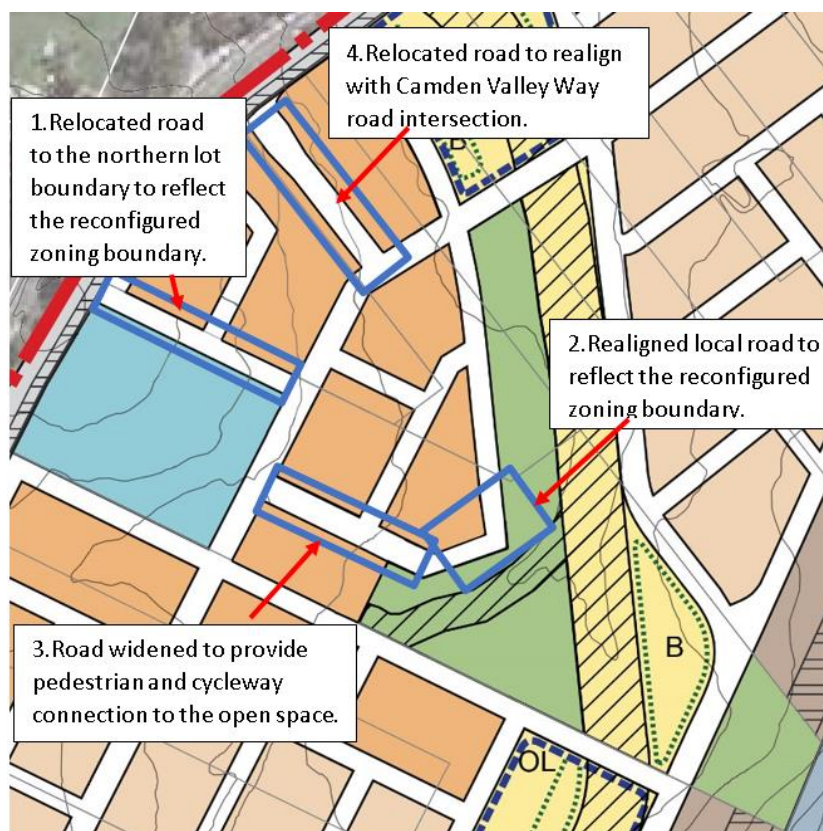 4.Relocated road to realign
with Camden Valley Way
road intersection.
1.Relocated road
to the northern lot
boundary to reflect
the reconfigured
zoning boundary.
B
2.Realigned local road to
reflect the reconfigured
zoning boundary.
3.Road widened to provide
pedestrian and cycleway
connection to the open space.
B
OL